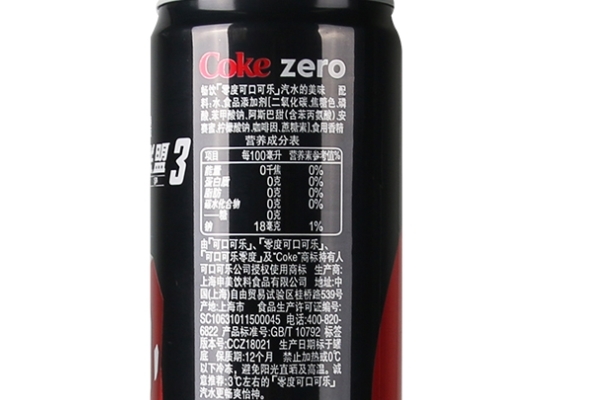 Coke zero
畅饮"零度可口可乐"汽水的美味 配
料:水,食品添加剂[二氧化碳,焦糖色,磷
酸,苯甲酸钠,阿斯巴甜(含苯丙氨酸),安
赛蜜,柠檬酸钠,咖啡因,蔗糖素],食用香精
营养成分表
项目 每100毫升 营养素参考值%
能量 0千焦 0%
蛋白质 0克 0%
脂肪 0克 0%
碳水化合物 0克 0%
——糖 0克
钠 18毫克 1%
盟3
由「可口可乐」、「零度可口可乐」、
「可口可乐零度」及"Coke"商标持有人
可口可乐公司授权使用商标 生产商:
上海申美饮料食品有限公司 地址:中
国(上海)自由贸易试验区桂桥路539号
产地:上海市 食品生产许可证编号:
SC10631011500045 电话:400-820-
6822 产品标准号:GB/T 10792 标签
版本号:CCZ18021 生产日期标于罐
底 保质期:12个月 禁止加热或0℃
以下冷冻,避免阳光直晒及高温。诚
意推荐:3℃左右的「零度可口可乐」
汽水更畅爽怡神。